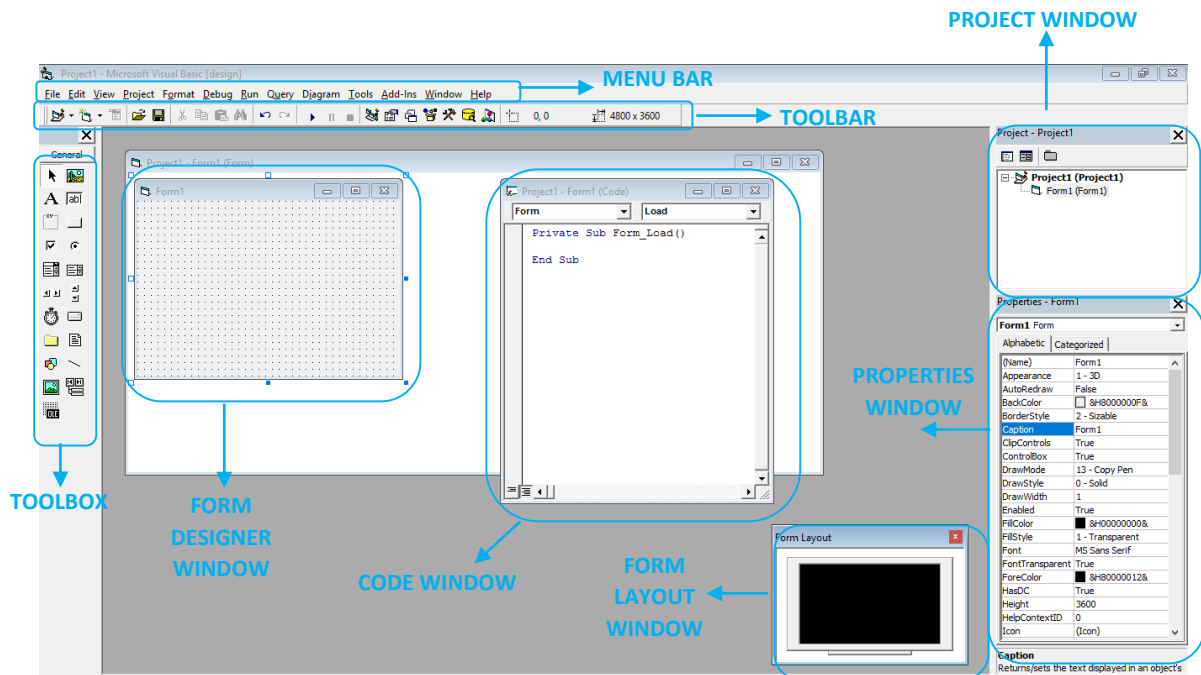 PROJECT WINDOW
Project1 - Microsoft Visual Basic [design]
MENU BAR
File Edit View Project Format Debug Run Query Diagram Tools Add-Ins Window Help
0, 0
4800 x 3600
TOOLBAR
General
A
ab|
XY
OLE
TOOLBOX
Project1 - Form1 (Form)
Form1
FORM
DESIGNER
WINDOW
Project1 - Form1 (Code)
Form
Load
Private Sub Form_Load()
End Sub
CODE WINDOW
Form Layout
FORM
LAYOUT
WINDOW
Project - Project1
Project1 (Project1)
Form1 (Form1)
PROPERTIES
WINDOW
Properties - Form1
Form1 Form
Alphabetic Categorized
(Name) Form1
Appearance 1 - 3D
AutoRedraw False
BackColor &H8000000F&
BorderStyle 2 - Sizable
Caption Form1
ClipControls True
ControlBox True
DrawMode 13 - Copy Pen
DrawStyle 0 - Solid
DrawWidth 1
Enabled True
FillColor &H00000000&
FillStyle 1 - Transparent
Font MS Sans Serif
FontTransparent True
ForeColor &H80000012&
HasDC True
Height 3600
HelpContextID 0
Icon (Icon)
Caption
Returns/sets the text displayed in an object's